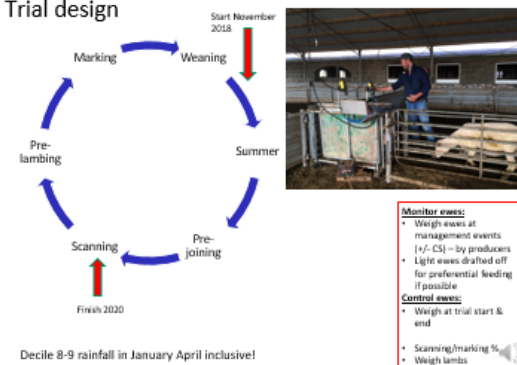 Trial design
Start November
2018
Marking
Weaning
Pre-
lambing
Summer
Scanning
Pre-
joining
Finish 2020
Decile 8-9 rainfall in January April inclusive!
Monitor ewes:
• Weigh ewes at
management events
(+/- CS) – by producers
• Light ewes drafted off
for preferential feeding
if possible
Control ewes:
• Weigh at trial start &
end
• Scanning/marking %
• Weigh lambs